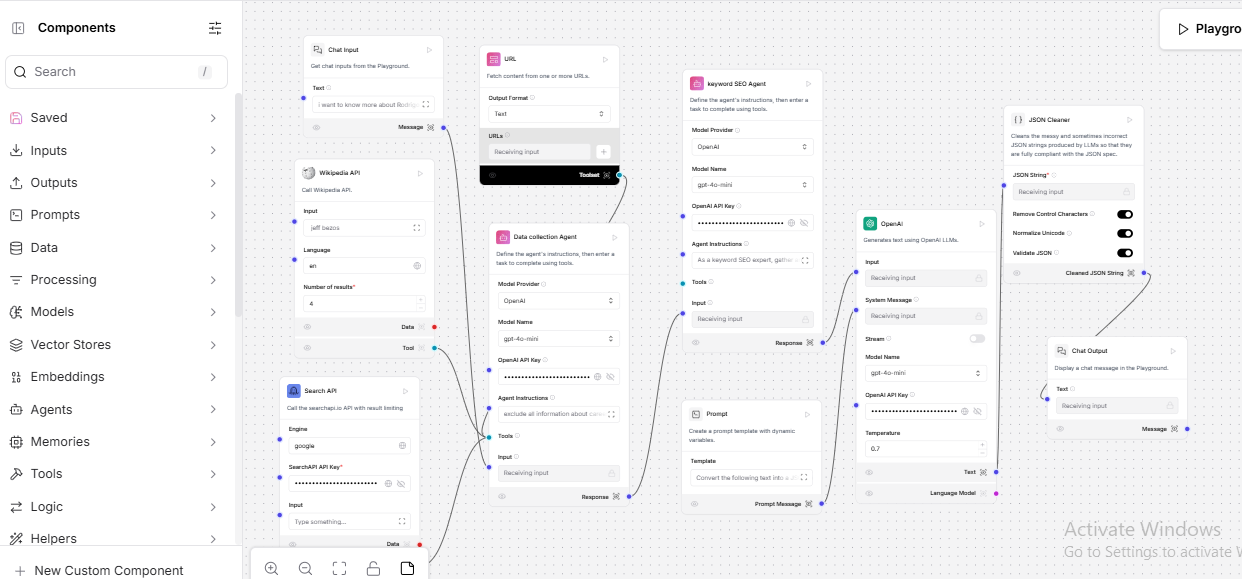 Components
Search
/
Saved
Inputs
Outputs
Prompts
Data
Processing
Models
Vector Stores
Embeddings
Agents
Memories
Tools
Logic
Helpers
New Custom Component
Chat Input
Get chat inputs from the Playground.
Text
i want to know more about Rodrig
Message
Wikipedia API
Call Wikipedia API.
Input
jeff bezos
Language
en
Number of results*
4
Data
Tool
Search API
Call the searchapi.io API with result limiting
Engine
google
SearchAPI API Key*
Input
Type something...
Data
URL
Fetch content from one or more URLs.
Output Format
Text
URLs
Receiving input
Toolset
Data collection Agent
Define the agent's instructions, then enter a
task to complete using tools.
Model Provider
OpenAI
Model Name
gpt-4o-mini
OpenAI API Key
Agent Instructions
exclude all information about
Tools
Input
Receiving input
Response
keyword SEO Agent
Define the agent's instructions, then enter a
task to complete using tools.
Model Provider
OpenAI
Model Name
gpt-4o-mini
OpenAI API Key
Agent Instructions
As a keyword SEO expert, gather
Tools
Input
Receiving input
Response
Prompt
Create a prompt template with dynamic
variables.
Template
Convert the following text into a
Prompt Message
OpenAI
Generates text using OpenAI LLMs.
Input
Receiving input
System Message
Receiving input
Stream
Model Name
gpt-4o-mini
OpenAI API Key
Temperature
0.7
Text
Language Model
Playgro
JSON Cleaner
Cleans the messy and sometimes incorrect
JSON strings produced by LLMs so that they
are fully compliant with the JSON spec.
JSON String*
Receiving input
Remove Control Characters
Normalize Unicode
Validate JSON
Cleaned JSON String
Chat Output
Display a chat message in the Playground.
Text
Receiving input
Message
Activate Windows
Go to Settings to activate W